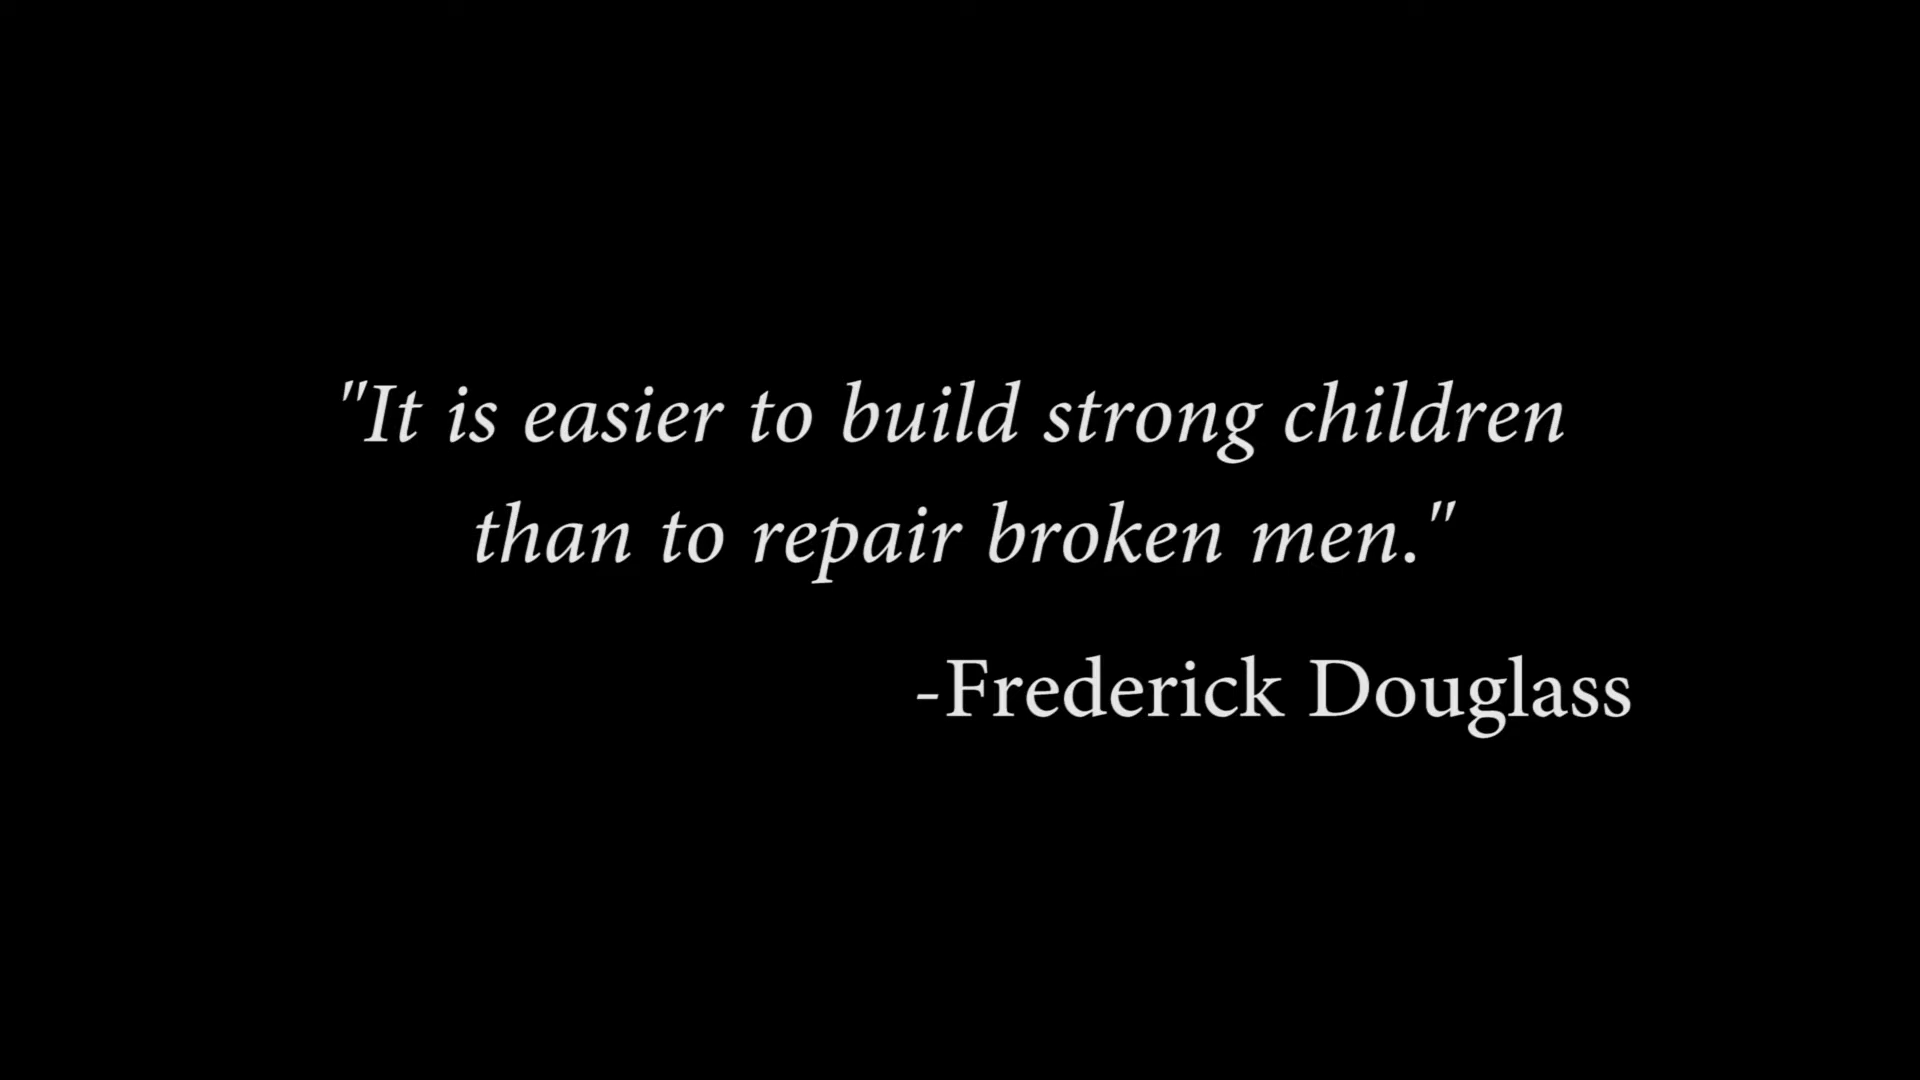 "It is easier to build strong children
than to repair broken men."
-Frederick Douglass